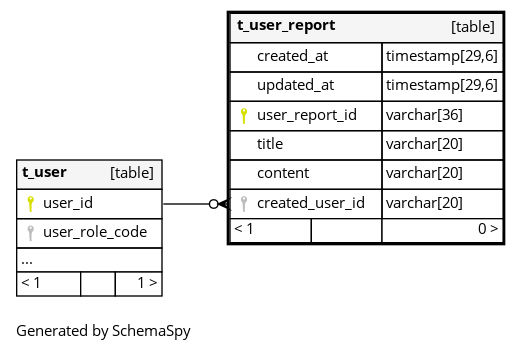 t_user_report [table]
created_at timestamp[29,6]
updated_at timestamp[29,6]
user_report_id varchar[36]
title varchar[20]
content varchar[20]
created_user_id varchar[20]
< 1 0 >
t_user [table]
user_id
user_role_code
...
< 1 1 >
Generated by SchemaSpy